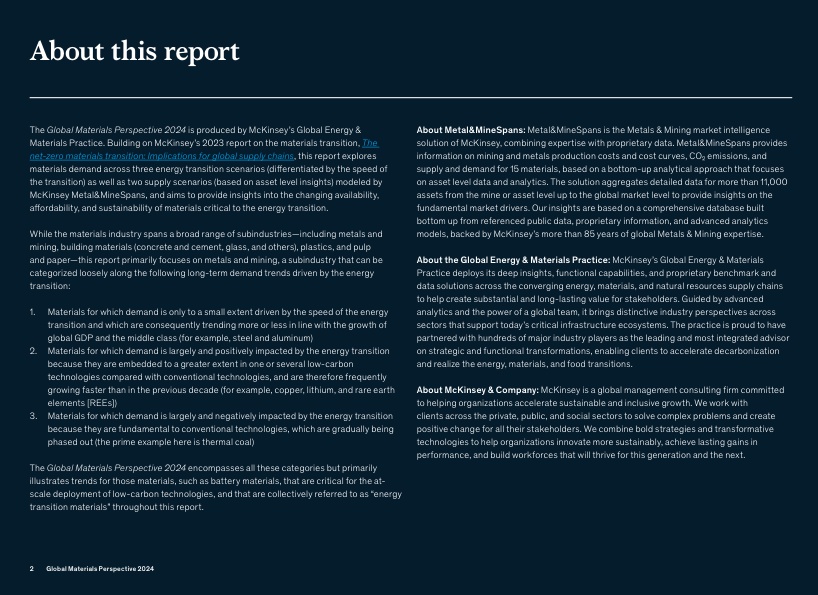 About this report
The Global Materials Perspective 2024 is produced by McKinsey's Global Energy &
Materials Practice. Building on McKinsey's 2023 report on the materials transition, The
net-zero materials transition: Implications for global supply chains, this report explores
materials demand across three energy transition scenarios (differentiated by the speed of
the transition) as well as two supply scenarios (based on asset level insights) modeled by
McKinsey Metal&MineSpans, and aims to provide insights into the changing availability,
affordability, and sustainability of materials critical to the energy transition.
While the materials industry spans a broad range of subindustries—including metals and
mining, building materials (concrete and cement, glass, and others), plastics, and pulp
and paper—this report primarily focuses on metals and mining, a subindustry that can be
categorized loosely along the following long-term demand trends driven by the energy
transition:
1. Materials for which demand is only to a small extent driven by the speed of the energy
transition and which are consequently trending more or less in line with the growth of
global GDP and the middle class (for example, steel and aluminum)
2. Materials for which demand is largely and positively impacted by the energy transition
because they are embedded to a greater extent in one or several low-carbon
technologies compared with conventional technologies, and are therefore frequently
growing faster than in the previous decade (for example, copper, lithium, and rare earth
elements [REEs])
3. Materials for which demand is largely and negatively impacted by the energy transition
because they are fundamental to conventional technologies, which are gradually being
phased out (the prime example here is thermal coal)
The Global Materials Perspective 2024 encompasses all these categories but primarily
illustrates trends for those materials, such as battery materials, that are critical for the at-
scale deployment of low-carbon technologies, and that are collectively referred to as "energy
transition materials" throughout this report.
About Metal&MineSpans: Metal&MineSpans is the Metals & Mining market intelligence
solution of McKinsey, combining expertise with proprietary data. Metal&MineSpans provides
information on mining and metals production costs and cost curves, CO₂ emissions, and
supply and demand for 15 materials, based on a bottom-up analytical approach that focuses
on asset level data and analytics. The solution aggregates detailed data for more than 11,000
assets from the mine or asset level up to the global market level to provide insights on the
fundamental market drivers. Our insights are based on a comprehensive database built
bottom up from referenced public data, proprietary information, and advanced analytics
models, backed by McKinsey's more than 85 years of global Metals & Mining expertise.
About the Global Energy & Materials Practice: McKinsey's Global Energy & Materials
Practice deploys its deep insights, functional capabilities, and proprietary benchmark and
data solutions across the converging energy, materials, and natural resources supply chains
to help create substantial and long-lasting value for stakeholders. Guided by advanced
analytics and the power of a global team, it brings distinctive industry perspectives across
sectors that support today's critical infrastructure ecosystems. The practice is proud to have
partnered with hundreds of major industry players as the leading and most integrated advisor
on strategic and functional transformations, enabling clients to accelerate decarbonization
and realize the energy, materials, and food transitions.
About McKinsey & Company: McKinsey is a global management consulting firm committed
to helping organizations accelerate sustainable and inclusive growth. We work with
clients across the private, public, and social sectors to solve complex problems and create
positive change for all their stakeholders. We combine bold strategies and transformative
technologies to help organizations innovate more sustainably, achieve lasting gains in
performance, and build workforces that will thrive for this generation and the next.
2 Global Materials Perspective 2024